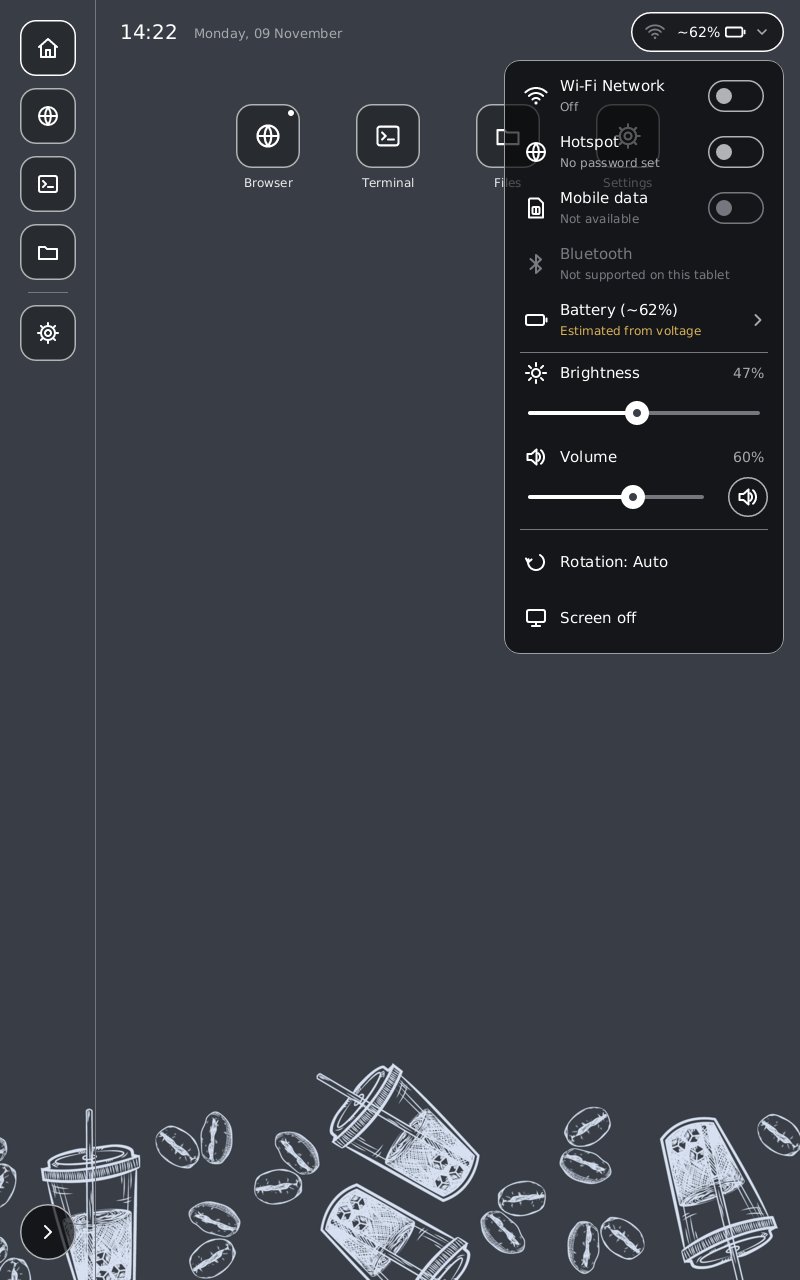 14:22 Monday, 09 November
~62%
Browser
Terminal
Files
Settings
Wi-Fi Network
Off
Hotspot
No password set
Mobile data
Not available
Bluetooth
Not supported on this tablet
Battery (~62%)
Estimated from voltage
Brightness 47%
Volume 60%
Rotation: Auto
Screen off